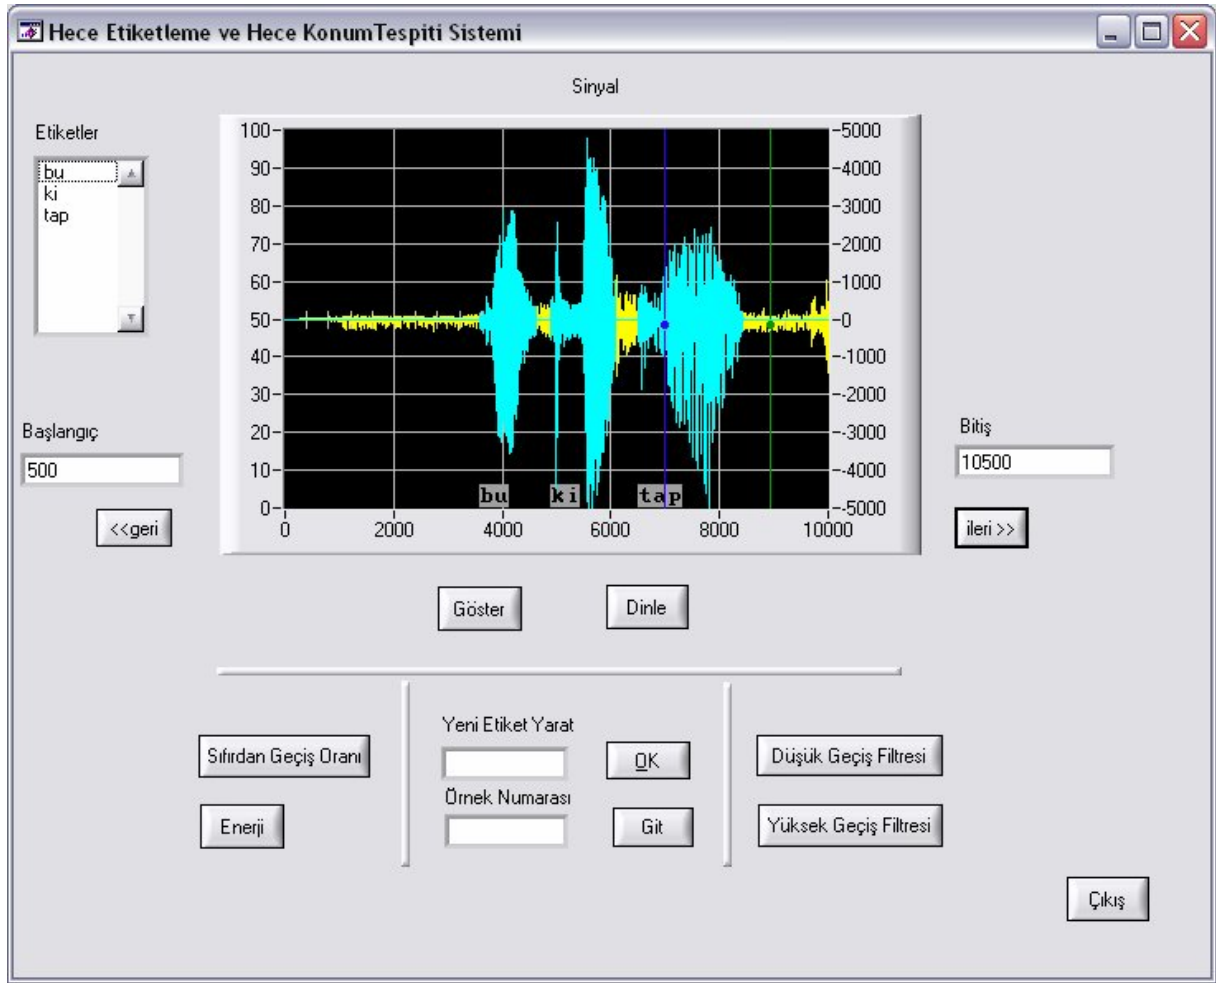 Hece Etiketleme ve Hece KonumTespiti Sistemi
Sinyal
Etiketler
bu
ki
tap
100
90
80
70
60
50
40
30
20
10
0
5000
4000
3000
2000
1000
0
-1000
-2000
-3000
-4000
-5000
bu ki tap
0 2000 4000 6000 8000 10000
Başlangıç
500
<<geri
Bitiş
10500
ileri >>
Göster Dinle
Sıfırdan Geçiş Oranı
Enerji
Yeni Etiket Yarat
OK
Örnek Numarası
Git
Düşük Geçiş Filtresi
Yüksek Geçiş Filtresi
Çıkış